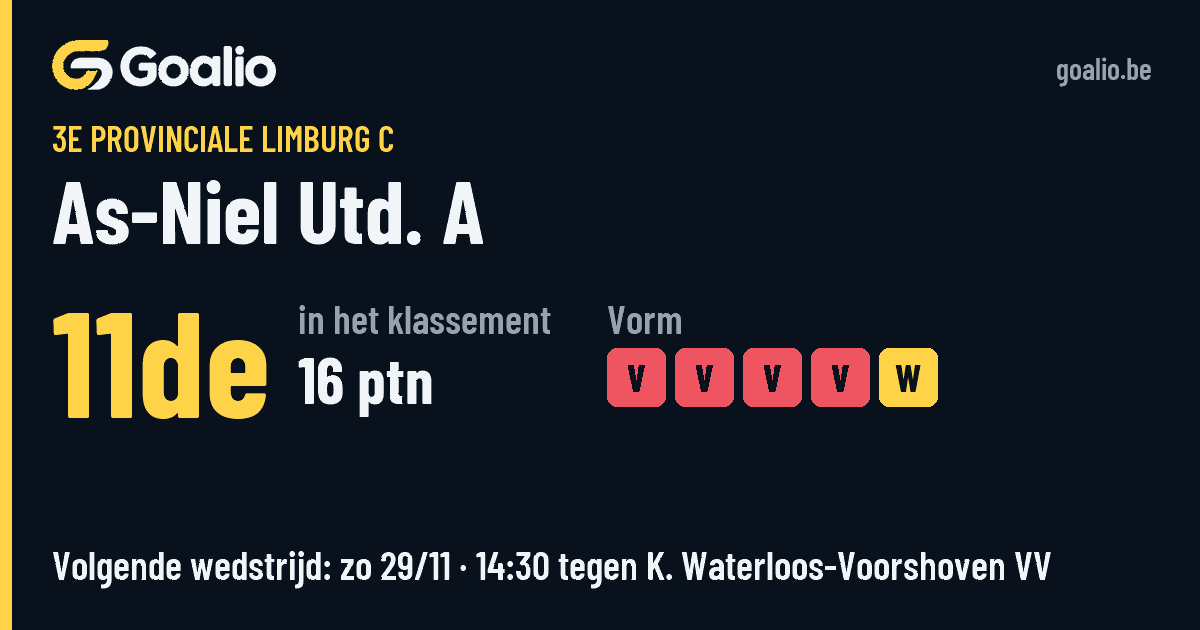 Goalio
goalio.be
3E PROVINCIALE LIMBURG C
As-Niel Utd. A
11de
in het klassement
16 ptn
Vorm
V V V V W
Volgende wedstrijd: zo 29/11 · 14:30 tegen K. Waterloos-Voorshoven VV